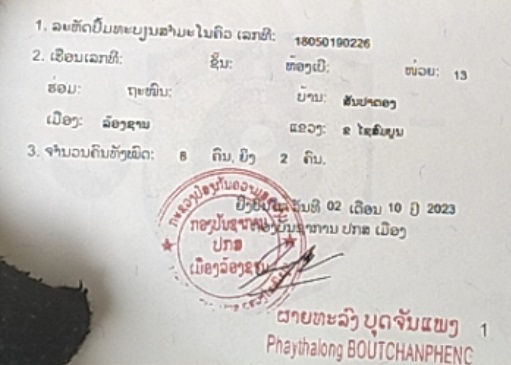 1. ລະຫັດປຶ້ມທະບຽນສຳມະໂນຄົວ ເລກທີ: 18050190226
2. ເຮືອນເລກທີ: ຊັ້ນ: ຫ້ອງເບີ: ໜ່ວຍ: 13
ຮ່ອມ: ຖະໜົນ: ບ້ານ: ສັນປາຕອງ
ເມືອງ: ລ້ອງຊານ ແຂວງ: ຂ ໄຊສົມບູນ
3. ຈຳນວນຄົນທັງໝົດ: 8 ຄົນ, ຍິງ 2 ຄົນ.
ວັນທີ 02 ເດືອນ 10 ປີ 2023
ກອງບັນຊາການ ປກສ ເມືອງ
ກອງບັນຊາການ
ປກສ
ເມືອງລ້ອງຊານ
ຜາຍທະລົງ ບຸດຈັນແພງ 1
Phaythalong BOUTCHANPHENG